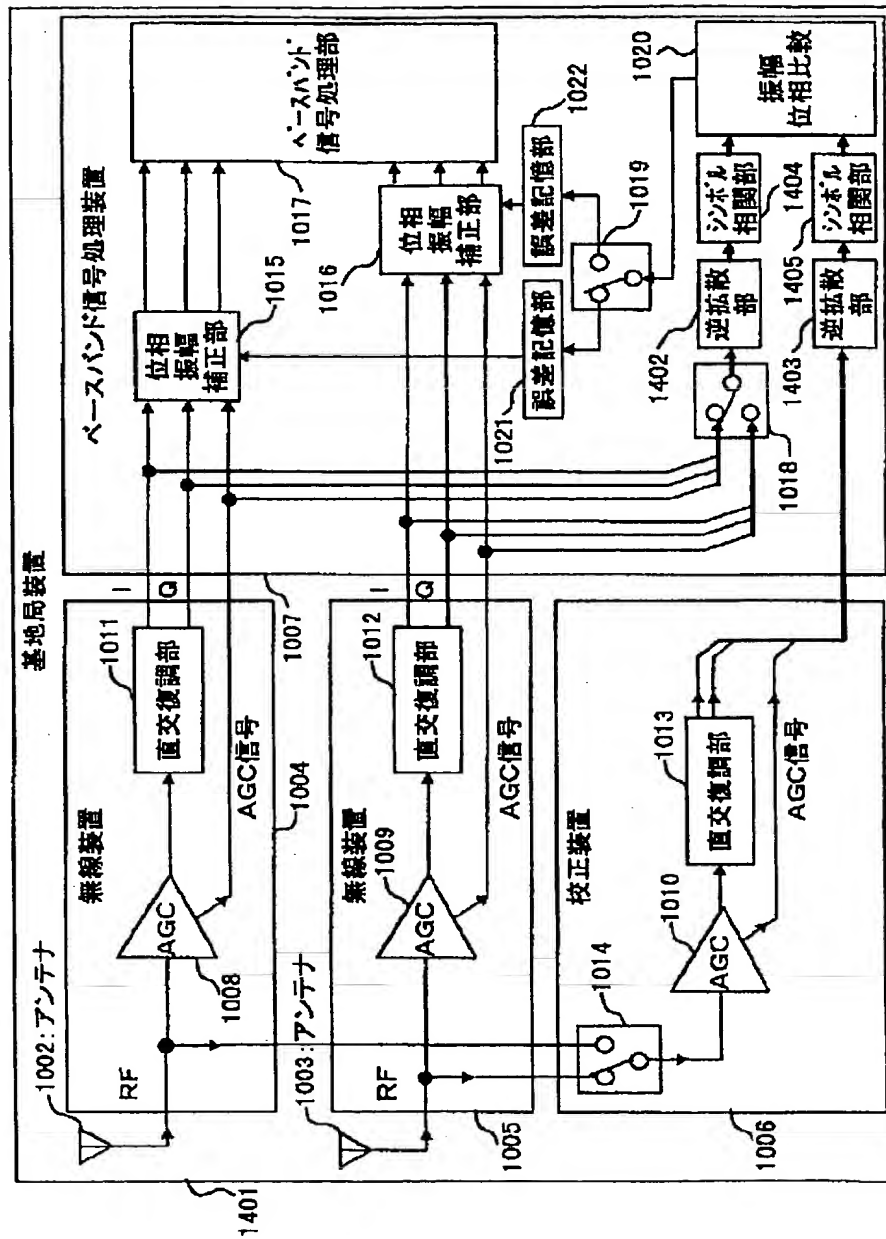 基地局装置
1401
1002:アンテナ
RF
無線装置
AGC
1008
直交復調部
1011
AGC信号
1004
I
Q
1003:アンテナ
RF
無線装置
AGC
1009
直交復調部
1012
AGC信号
1005
I
Q
校正装置
1014
AGC
1010
直交復調部
1013
AGC信号
1006
ベースバンド信号処理装置
1007
位相
振幅
補正部
1015
位相
振幅
補正部
1016
ベースバンド
信号処理部
1017
誤差記憶部
1021
誤差記憶部
1022
1019
1018
逆拡散
部
1402
シンボル
相関部
1404
逆拡散
部
1403
シンボル
相関部
1405
振幅
位相比較
1020